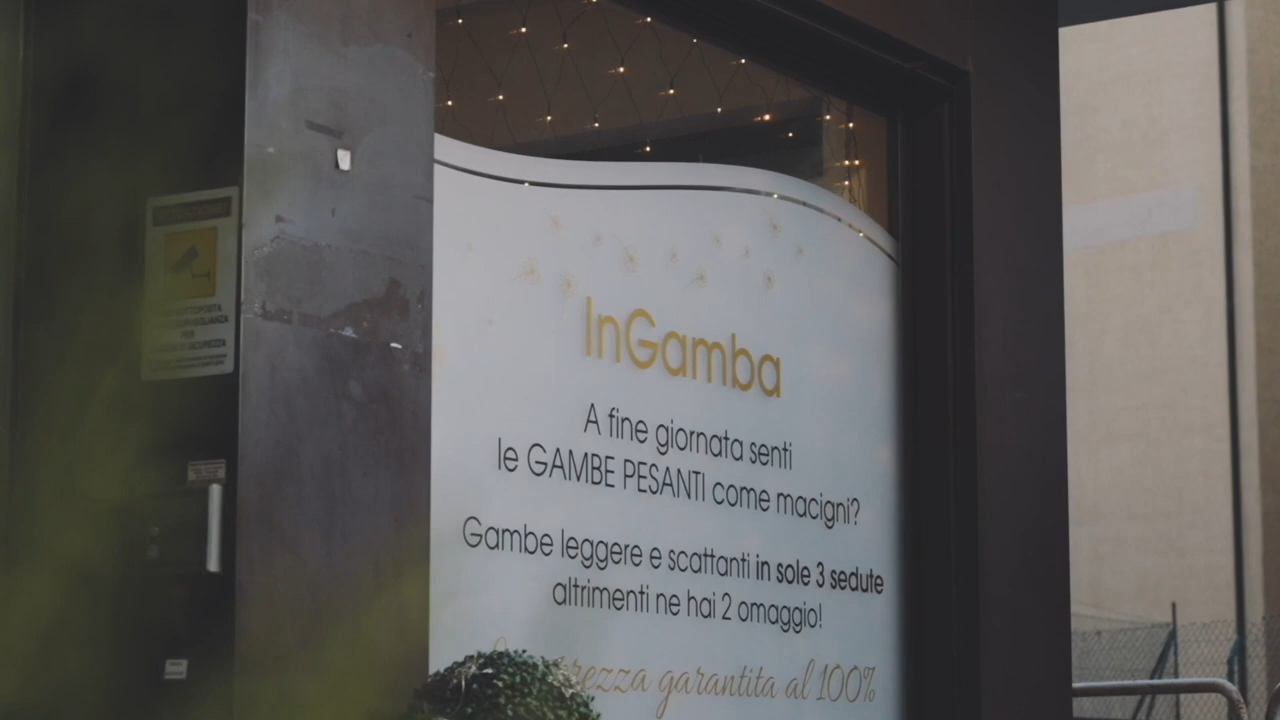 InGamba
A fine giornata senti
le GAMBE PESANTI come macigni?
Gambe leggere e scattanti in sole 3 sedute
altrimenti ne hai 2 omaggio!
garantita al 100%
PER